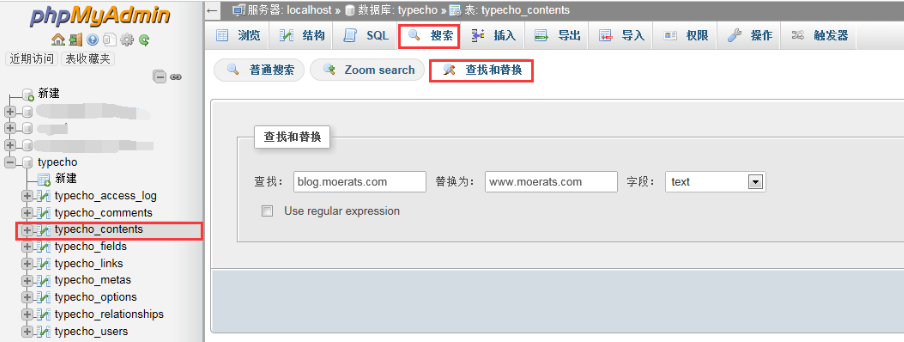 phpMyAdmin
近期访问 表收藏夹
新建
typecho
新建
typecho_access_log
typecho_comments
typecho_contents
typecho_fields
typecho_links
typecho_metas
typecho_options
typecho_relationships
typecho_users
服务器: localhost » 数据库: typecho » 表: typecho_contents
浏览 结构 SQL 搜索 插入 导出 导入 权限 操作 触发器
普通搜索 Zoom search 查找和替换
查找和替换
查找: blog.moerats.com 替换为: www.moerats.com 字段: text
Use regular expression